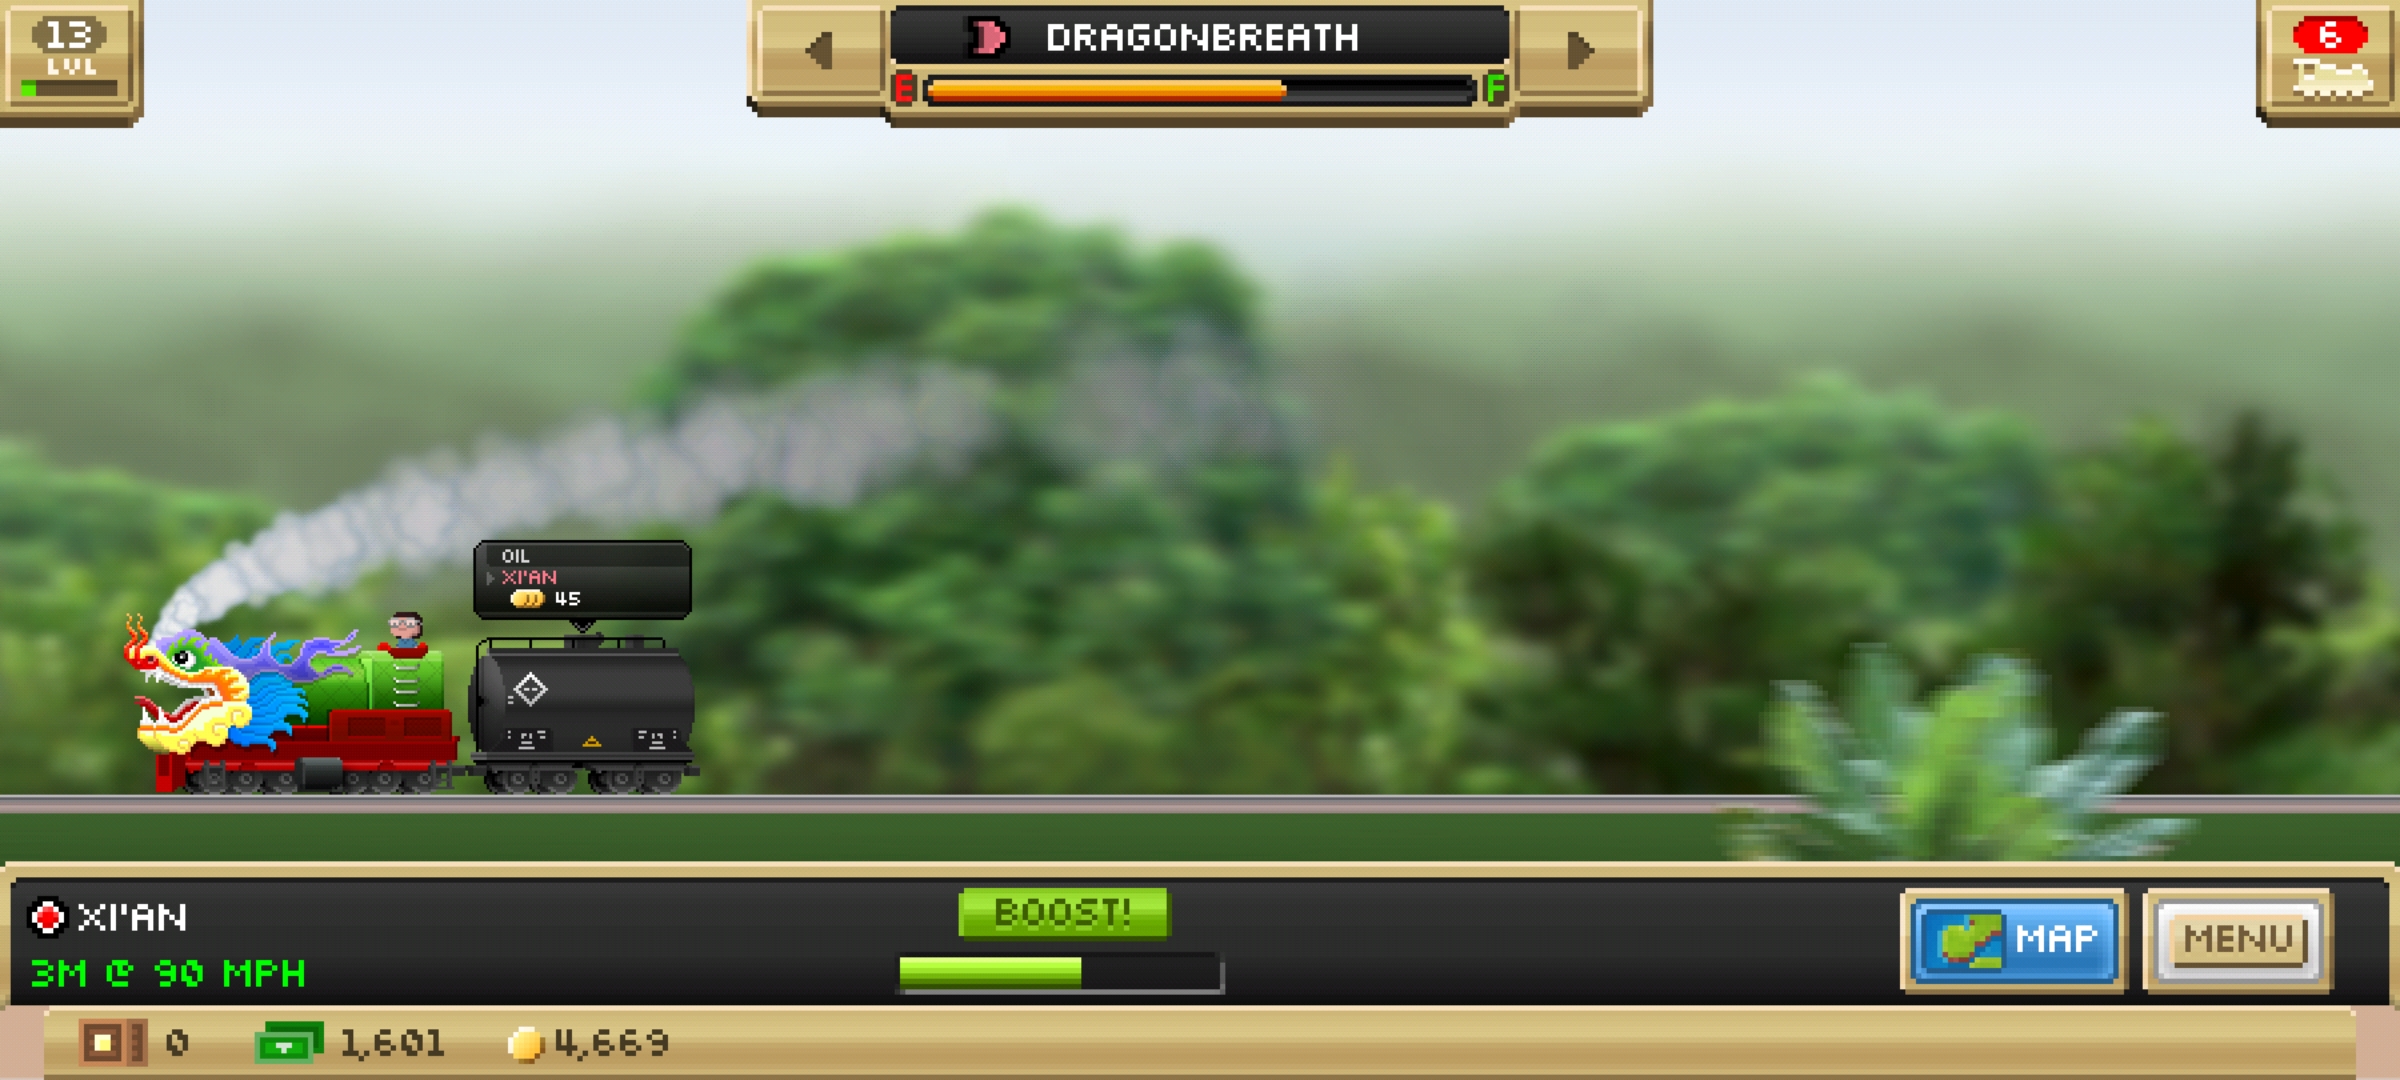 13
LVL
DRAGONBREATH
E F
6
OIL
XI'AN
45
XI'AN
3M @ 90 MPH
BOOST!
MAP
MENU
0
1,601
4,669